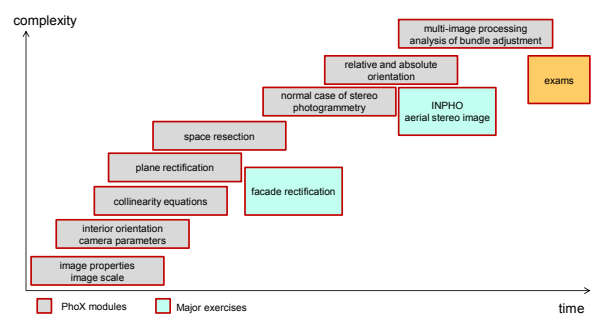 complexity
multi-image processing
analysis of bundle adjustment
relative and absolute
orientation
exams
normal case of stereo
photogrammetry
INPHO
aerial stereo image
space resection
plane rectification
facade rectification
collinearity equations
interior orientation
camera parameters
image properties
image scale
PhoX modules
Major exercises
time